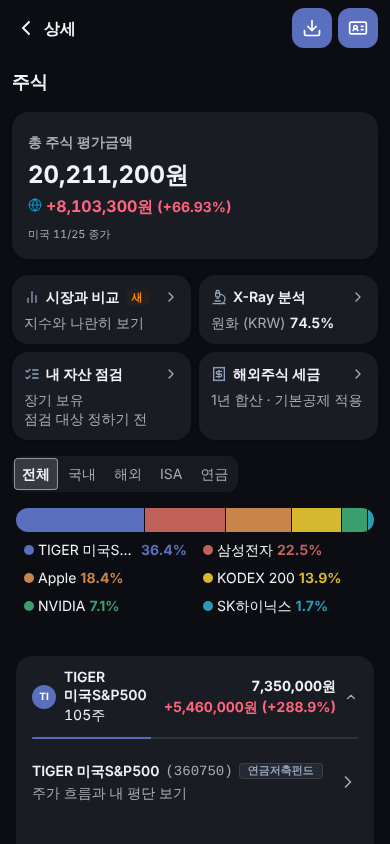 상세
주식
총 주식 평가금액
20,211,200원
+8,103,300원 (+66.93%)
미국 11/25 종가
시장과 비교 새
지수와 나란히 보기
X-Ray 분석
원화 (KRW) 74.5%
내 자산 점검
장기 보유
점검 대상 정하기 전
해외주식 세금
1년 합산 · 기본공제 적용
전체 국내 해외 ISA 연금
TIGER 미국S... 36.4% 삼성전자 22.5%
Apple 18.4% KODEX 200 13.9%
NVIDIA 7.1% SK하이닉스 1.7%
TI
TIGER
미국S&P500
105주
7,350,000원
+5,460,000원 (+288.9%)
TIGER 미국S&P500 (360750) 연금저축펀드
주가 흐름과 내 평단 보기